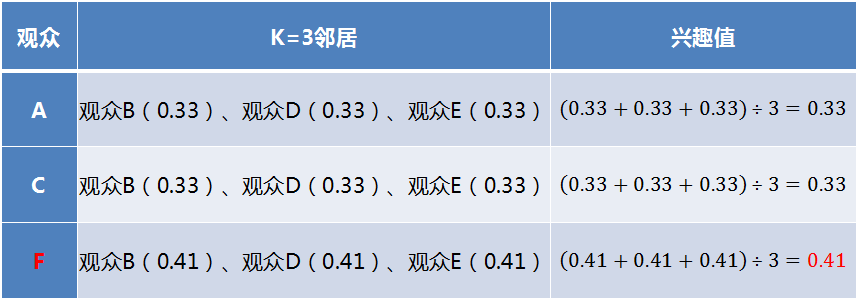 观众 K=3邻居 兴趣值
A 观众B（0.33）、观众D（0.33）、观众E（0.33） (0.33 + 0.33 + 0.33) ÷ 3 = 0.33
C 观众B（0.33）、观众D（0.33）、观众E（0.33） (0.33 + 0.33 + 0.33) ÷ 3 = 0.33
F 观众B（0.41）、观众D（0.41）、观众E（0.41） (0.41 + 0.41 + 0.41) ÷ 3 = 0.41